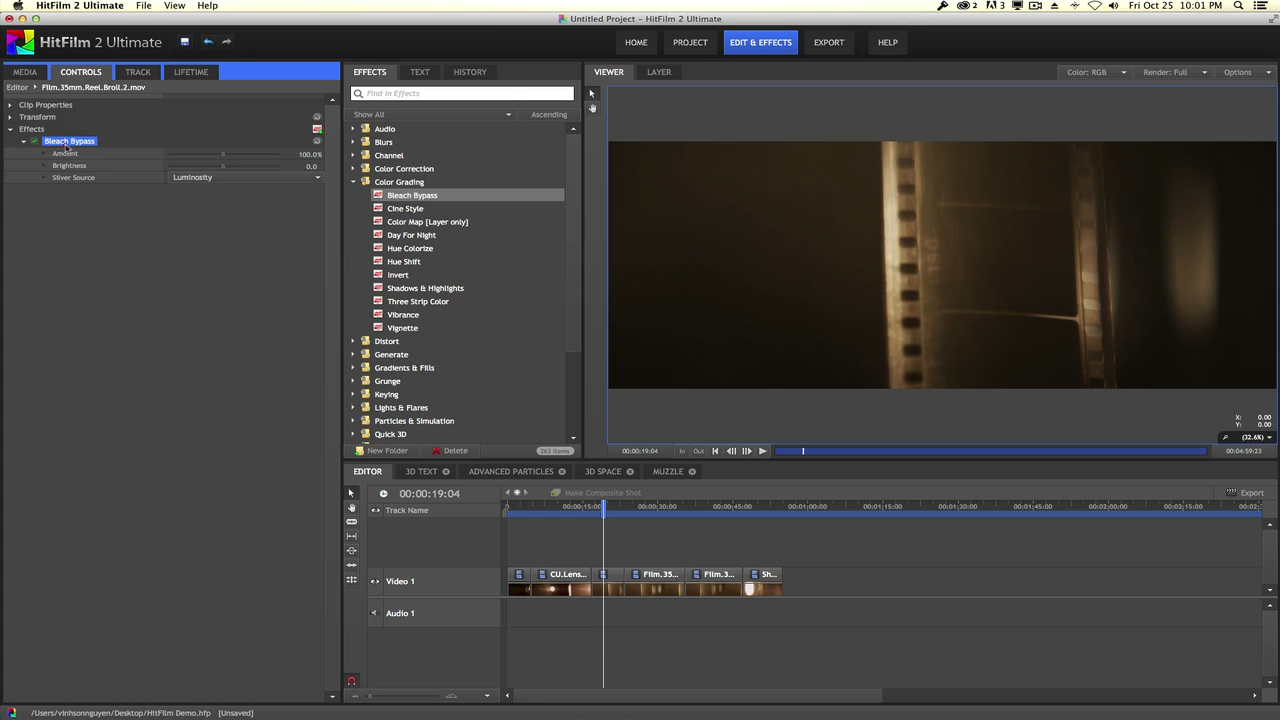 HitFilm 2 Ultimate File View Help
2 3 Fri Oct 25 10:01 PM
Untitled Project - HitFilm 2 Ultimate
HitFilm 2 Ultimate
HOME PROJECT EDIT & EFFECTS EXPORT HELP
MEDIA CONTROLS TRACK LIFETIME
Editor Film.35mm.Reel.Broll.2.mov
Clip Properties
Transform
Effects
Bleach Bypass
Amount 100.0%
Brightness 0.0
Silver Source Luminosity
EFFECTS TEXT HISTORY
Find in Effects
Show All Ascending
Audio
Blurs
Channel
Color Correction
Color Grading
Bleach Bypass
Cine Style
Color Map [Layer only]
Day For Night
Hue Colorize
Hue Shift
Invert
Shadows & Highlights
Three Strip Color
Vibrance
Vignette
Distort
Generate
Gradients & Fills
Grunge
Keying
Lights & Flares
Particles & Simulation
Quick 3D
New Folder Delete 263 items
VIEWER LAYER
Color: RGB Render: Full Options
X: 0.00
Y: 0.00
(32.6%)
00:00:19:04 In Out 00:04:59:23
EDITOR 3D TEXT ADVANCED PARTICLES 3D SPACE MUZZLE
00:00:19:04 Make Composite Shot Export
Track Name
0 00:00:15:00 00:00:30:00 00:00:45:00 00:01:00:00 00:01:15:00 00:01:30:00 00:01:45:00 00:02:00:00 00:02:15:00 00:02:
Video 1
CU.Lens... Film.35... Film.3... Sh...
Audio 1
/Users/vinhsonnguyen/Desktop/HitFilm Demo.hfp [Unsaved]